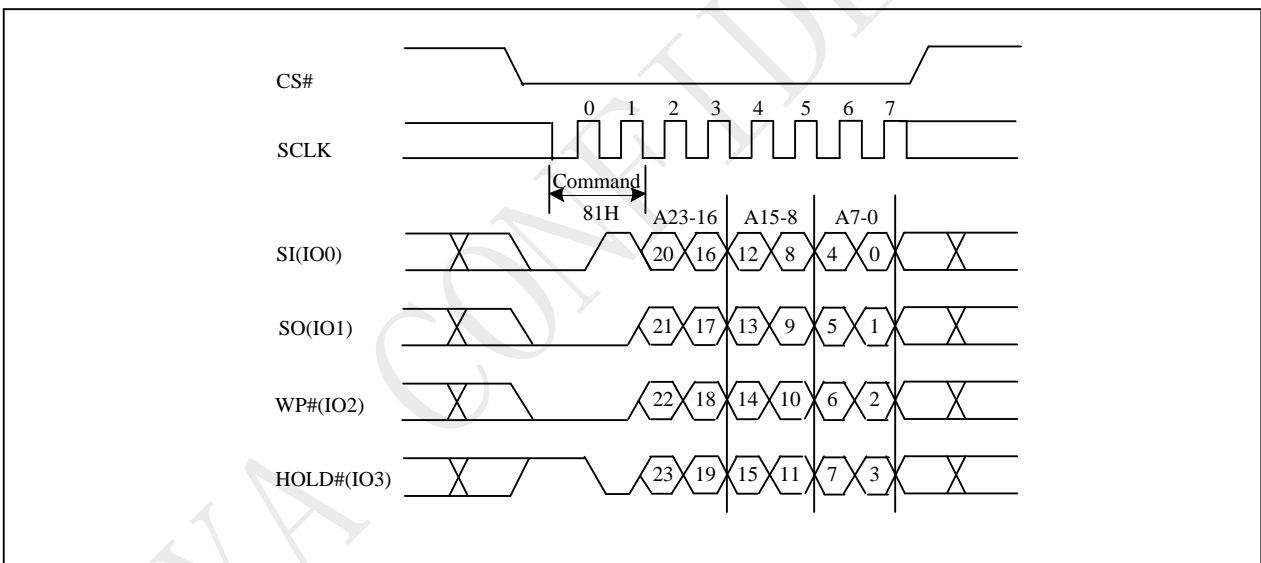 CS#
0 1 2 3 4 5 6 7
SCLK
Command
81H A23-16 A15-8 A7-0
SI(IO0) 20 16 12 8 4 0
SO(IO1) 21 17 13 9 5 1
WP#(IO2) 22 18 14 10 6 2
HOLD#(IO3) 23 19 15 11 7 3